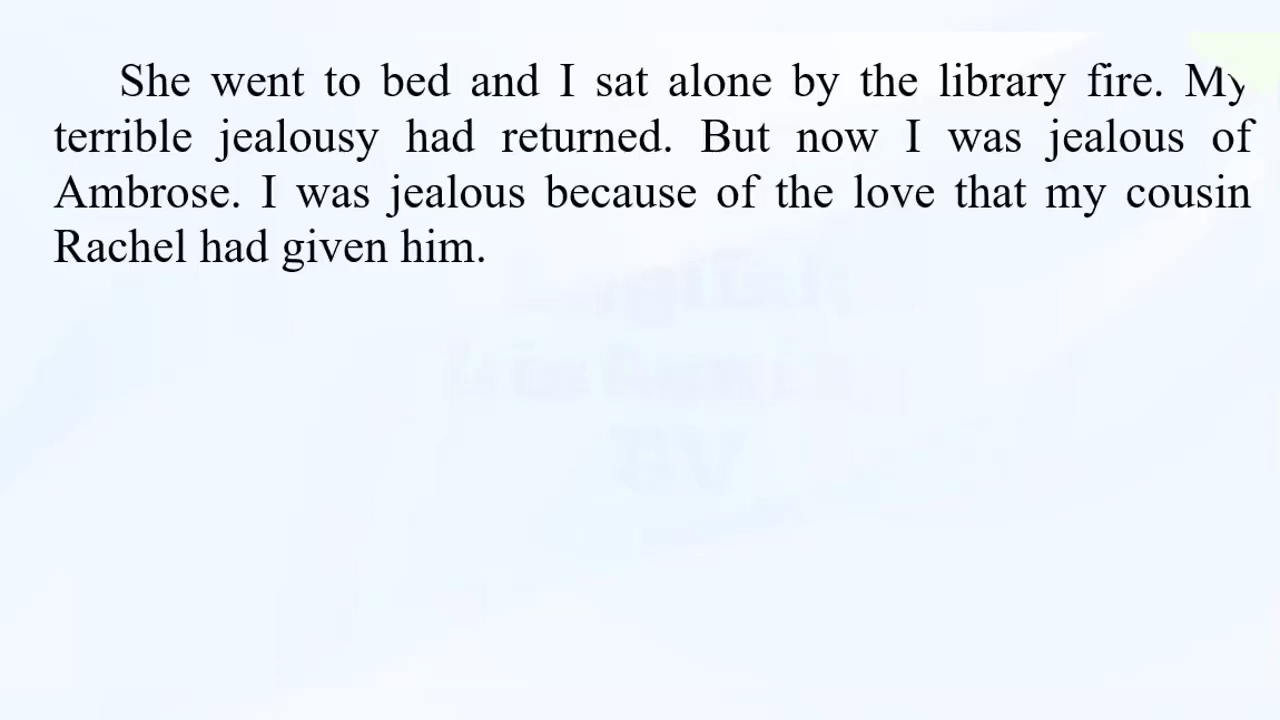 She went to bed and I sat alone by the library fire. My
terrible jealousy had returned. But now I was jealous of
Ambrose. I was jealous because of the love that my cousin
Rachel had given him.